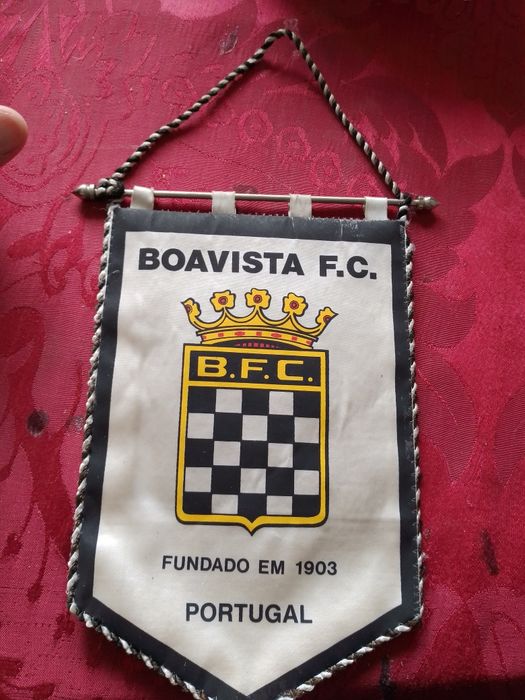 BOAVISTA F.C.
B.F.C.
FUNDADO EM 1903
PORTUGAL